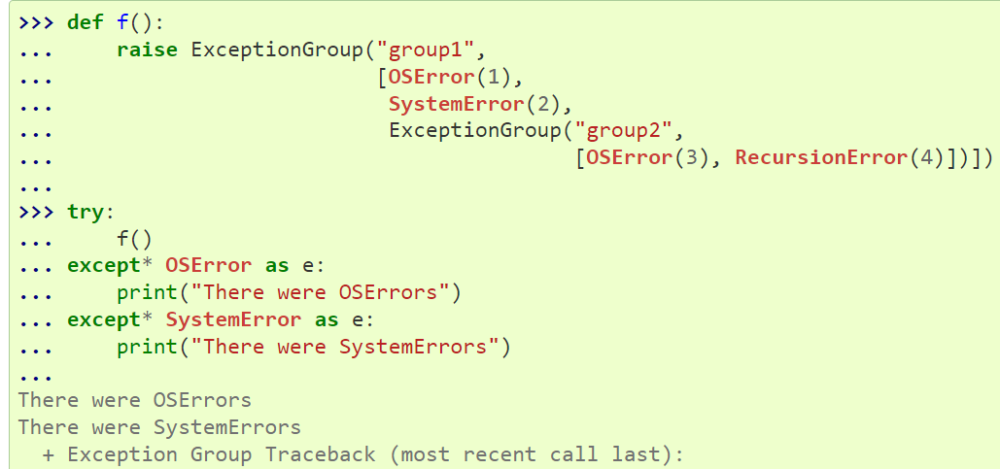 >>> def f():
...     raise ExceptionGroup("group1",
...                          [OSError(1),
...                           SystemError(2),
...                           ExceptionGroup("group2",
...                                          [OSError(3), RecursionError(4)])])
...
>>> try:
...     f()
... except* OSError as e:
...     print("There were OSErrors")
... except* SystemError as e:
...     print("There were SystemErrors")
...
There were OSErrors
There were SystemErrors
  + Exception Group Traceback (most recent call last):